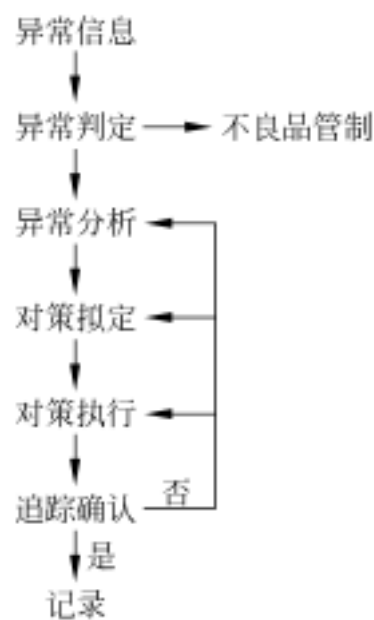 异常信息
异常判定
不良品管制
异常分析
对策拟定
对策执行
追踪确认
否
是
记录